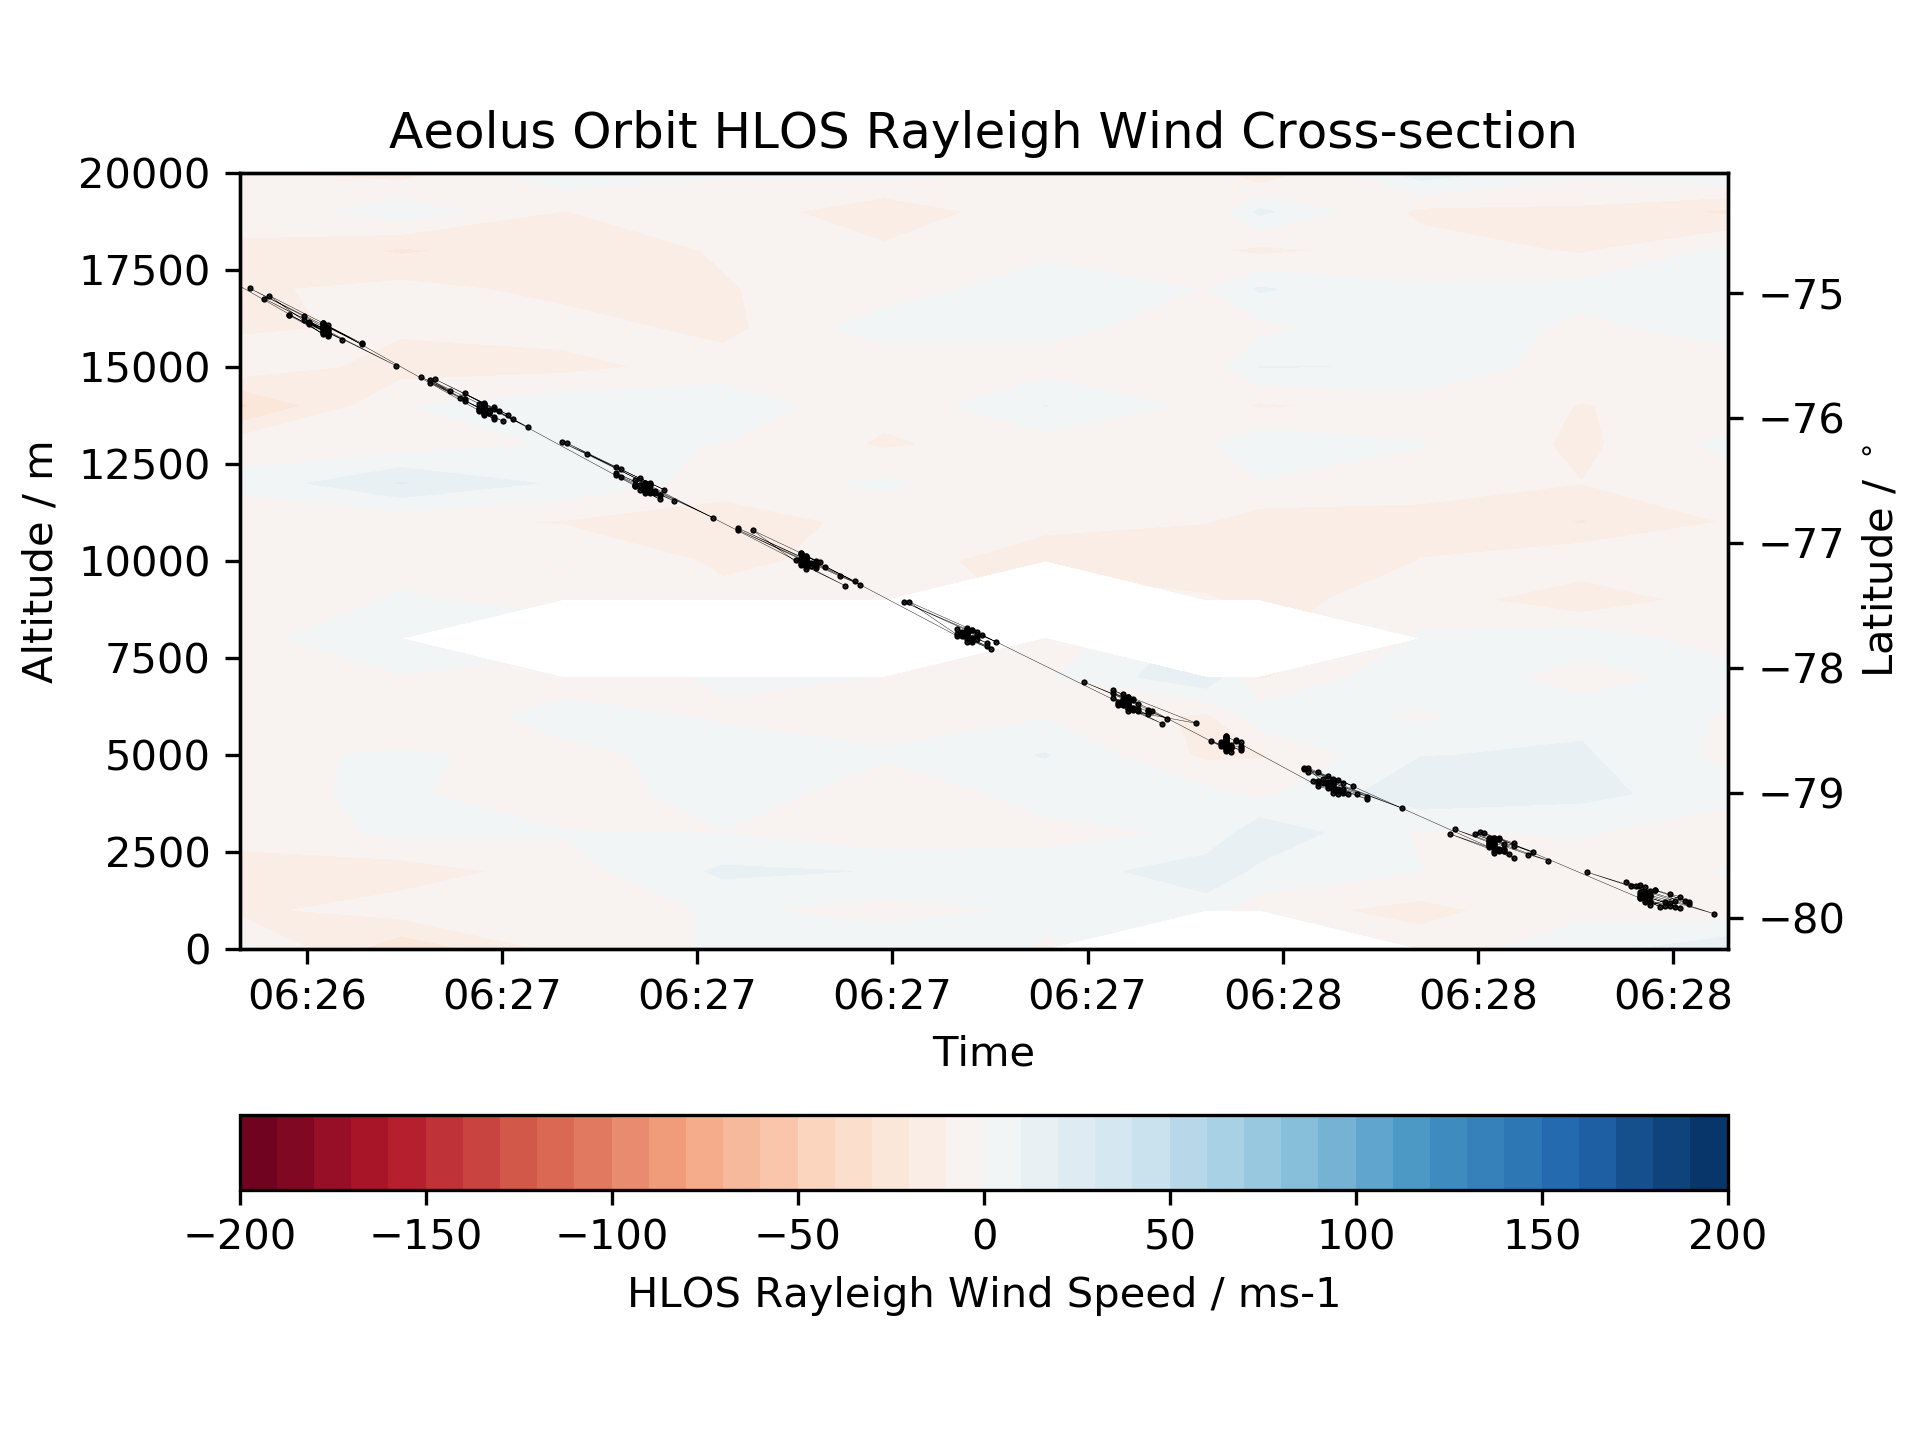 Aeolus Orbit HLOS Rayleigh Wind Cross-section
20000
17500
15000
12500
10000
7500
5000
2500
0
Altitude / m
−75
−76
−77
−78
−79
−80
Latitude / °
06:26 06:27 06:27 06:27 06:27 06:28 06:28 06:28
Time
−200 −150 −100 −50 0 50 100 150 200
HLOS Rayleigh Wind Speed / ms-1